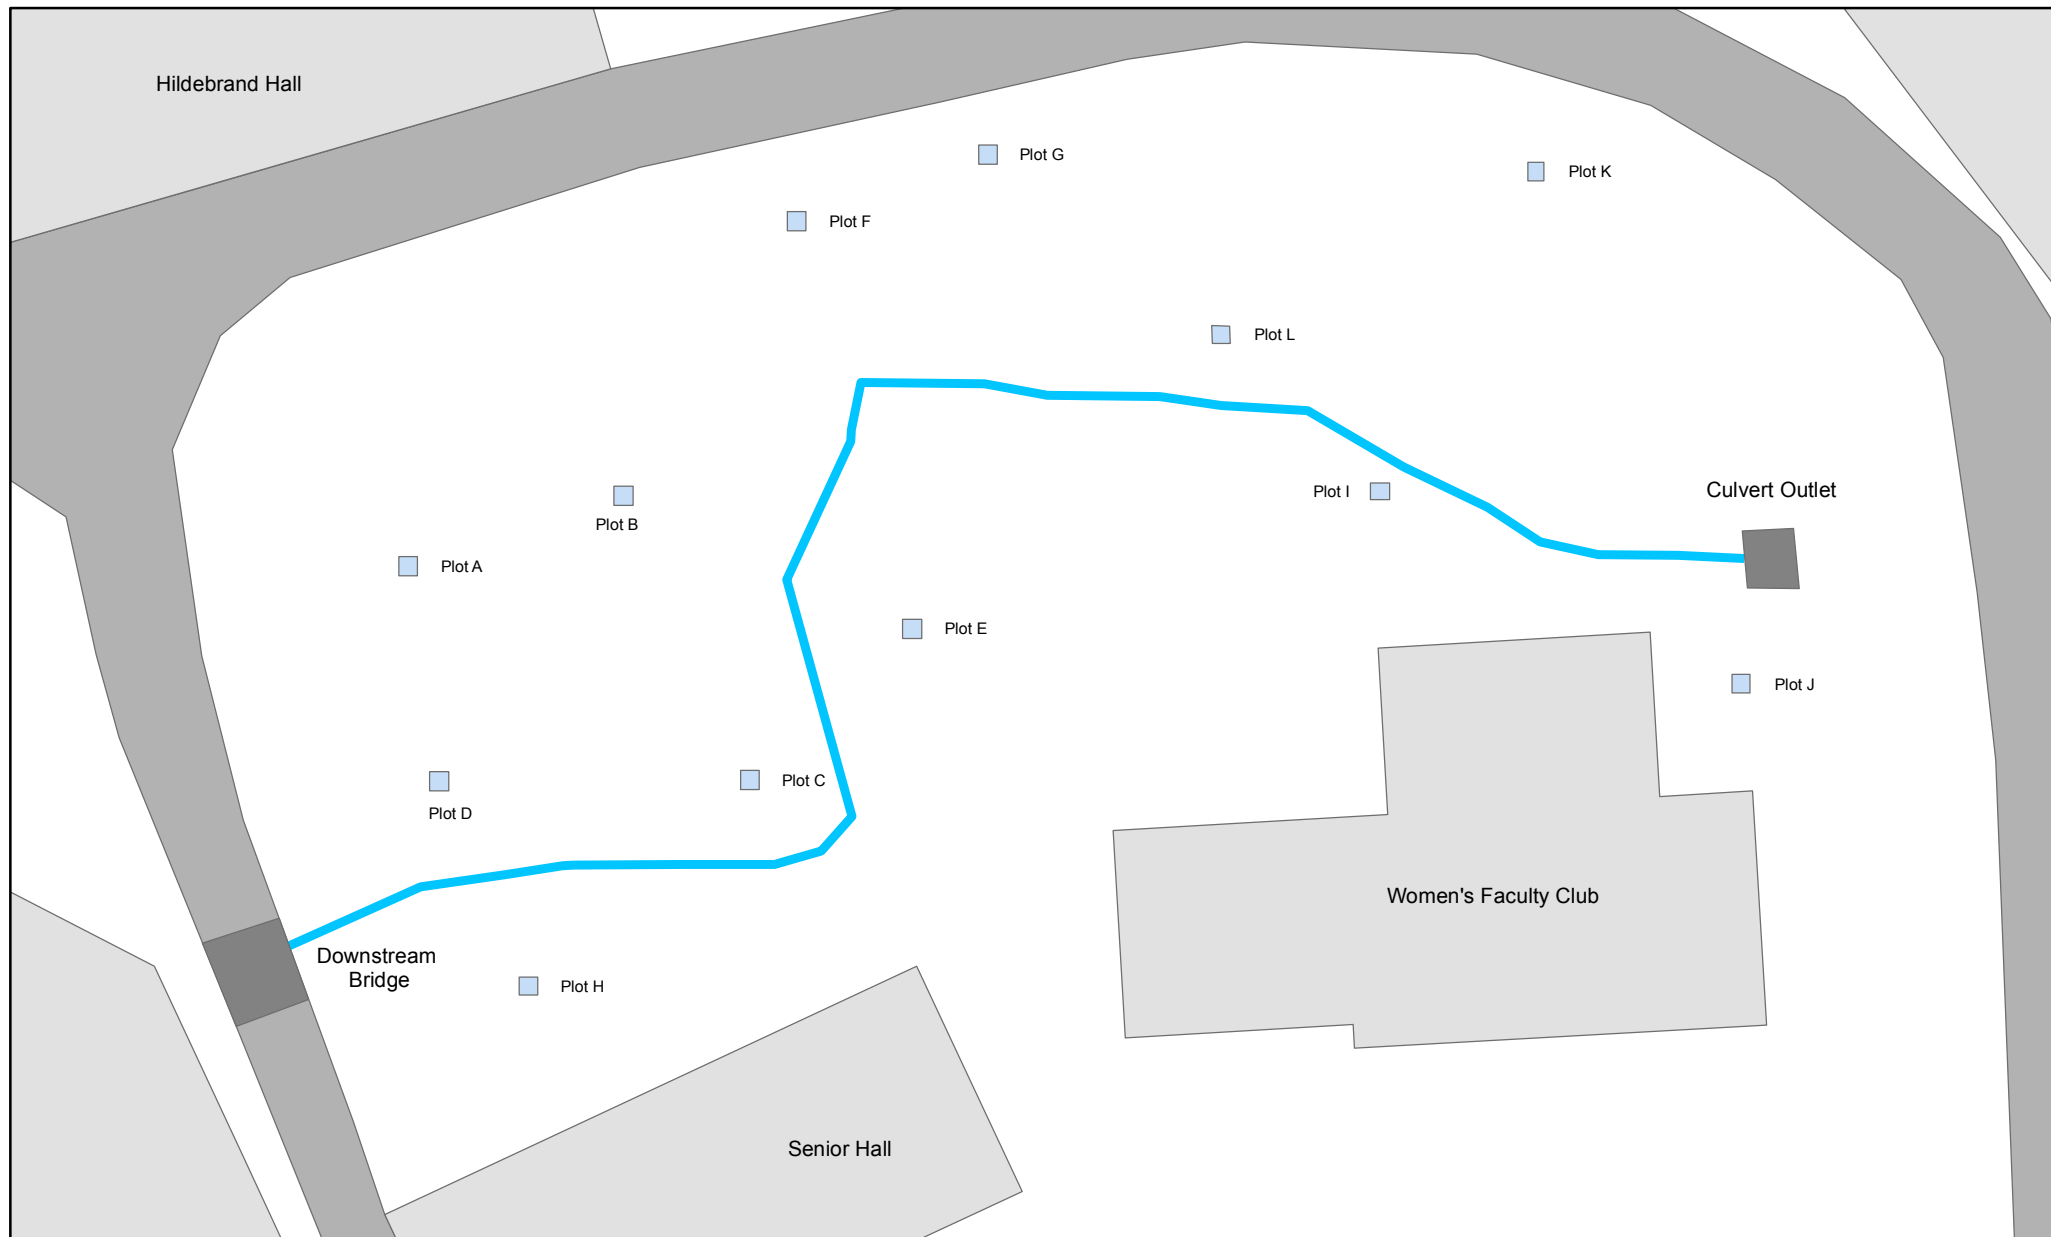 Hildebrand Hall
Plot G
Plot K
Plot F
Plot L
Plot I
Culvert Outlet
Plot B
Plot A
Plot E
Plot J
Plot C
Plot D
Women's Faculty Club
Downstream
Bridge
Plot H
Senior Hall